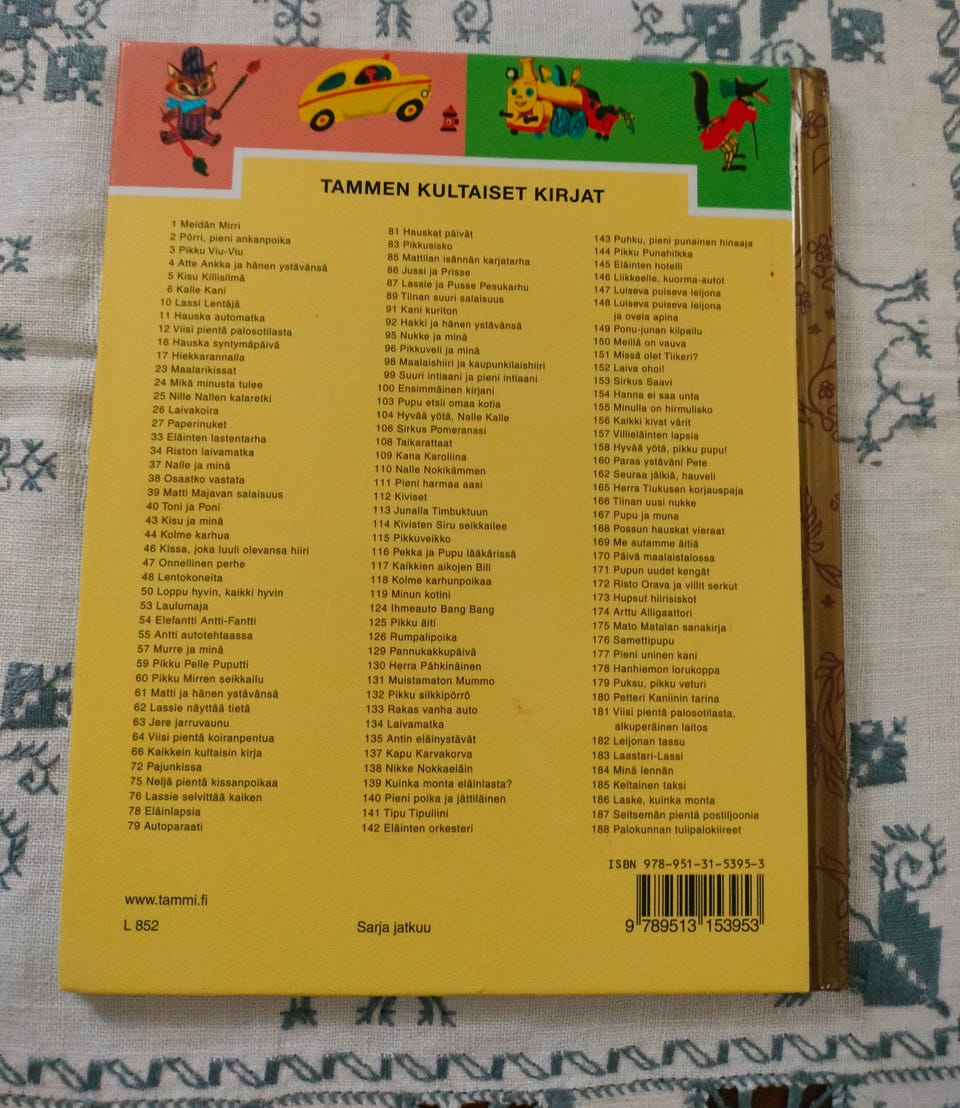 TAMMEN KULTAISET KIRJAT
1 Meidän Mirri
2 Pörri, pieni ankanpoika
3 Pikku Viu-Viu
4 Atte Ankka ja hänen ystävänsä
5 Kisu Killisilmä
6 Kalle Kani
10 Lassi Lentäjä
11 Hauska automatka
12 Viisi pientä palosotilasta
16 Hauska syntymäpäivä
17 Hiekkarannalla
23 Maalarikissat
24 Mikä minusta tulee
25 Nille Nallen kalaretki
26 Laivakoira
27 Paperinuket
33 Eläinten lastentarha
34 Riston laivamatka
37 Nalle ja minä
38 Osaatko vastata
39 Matti Majavan salaisuus
40 Toni ja Poni
43 Kisu ja minä
44 Kolme karhua
46 Kissa, joka luuli olevansa hiiri
47 Onnellinen perhe
48 Lentokoneita
50 Loppu hyvin, kaikki hyvin
53 Laulumaja
54 Elefantti Antti-Fantti
55 Antti autotehtaassa
57 Murre ja minä
59 Pikku Pelle Puputti
60 Pikku Mirren seikkailu
61 Matti ja hänen ystävänsä
62 Lassie näyttää tietä
63 Jere jarruvaunu
64 Viisi pientä koiranpentua
66 Kaikkein kultaisin kirja
72 Pajunkissa
75 Neljä pientä kissanpoikaa
76 Lassie selvittää kaiken
78 Eläinlapsia
79 Autoparaati
81 Hauskat päivät
83 Pikkusisko
85 Mattilan isännän karjatarha
86 Jussi ja Prisse
87 Lassie ja Pusse Pesukarhu
89 Tiinan suuri salaisuus
91 Kani kuriton
92 Hakki ja hänen ystävänsä
95 Nukke ja minä
96 Pikkuveli ja minä
98 Maalaishiiri ja kaupunkilaishiiri
99 Suuri intiaani ja pieni intiaani
100 Ensimmäinen kirjani
103 Pupu etsii omaa kotia
104 Hyvää yötä, Nalle Kalle
106 Sirkus Pomeranssi
108 Taikarattaat
109 Kana Karoliina
110 Nalle Nokikämmen
111 Pieni harmaa aasi
112 Kiviset
113 Junalla Timbuktuun
114 Kivisten Siru seikkailee
115 Pikkuveikko
116 Pekka ja Pupu lääkärissä
117 Kaikkien aikojen Bill
118 Kolme karhunpoikaa
119 Minun kotini
124 Ihmeauto Bang Bang
125 Pikku äiti
126 Rumpalipoika
129 Pannukakkupäivä
130 Herra Pähkinäinen
131 Muistamaton Mummo
132 Pikku silkkipörrö
133 Rakas vanha auto
134 Laivamatka
135 Antin eläinystävät
137 Kapu Karvakorva
138 Nikke Nokkaeläin
139 Kuinka monta eläinlasta?
140 Pieni poika ja jättiläinen
141 Tipu Tipuliini
142 Eläinten orkesteri
143 Puhku, pieni punainen hinaaja
144 Pikku Punahilkka
145 Eläinten hotelli
146 Liikkeelle, kuorma-autot
147 Luiseva puiseva leijona
148 Luiseva puiseva leijona
ja ovela apina
149 Ponu-junan kilpailu
150 Meillä on vauva
151 Missä olet Tiikeri?
152 Laiva ohoi!
153 Sirkus Saavi
154 Hanna ei saa unta
155 Minulla on hirmulisko
156 Kaikki kivat värit
157 Villieläinten lapsia
158 Hyvää yötä, pikku pupu!
160 Paras ystäväni Pete
162 Seuraa jälkiä, hauveli
165 Herra Tiukusen korjauspaja
166 Tiinan uusi nukke
167 Pupu ja muna
168 Possun hauskat vieraat
169 Me autamme äitiä
170 Päivä maalaistalossa
171 Pupun uudet kengät
172 Risto Orava ja villit serkut
173 Hupsut hiirisiskot
174 Arttu Alligaattori
175 Mato Matalan sanakirja
176 Samettipupu
177 Pieni uninen kani
178 Hanhiemon lorukoppa
179 Puksu, pikku veturi
180 Petteri Kaniinin tarina
181 Viisi pientä palosotilasta,
alkuperäinen laitos
182 Leijonan tassu
183 Laastari-Lassi
184 Minä lennän
185 Keltainen taksi
186 Laske, kuinka monta
187 Seitsemän pientä postiljoonia
188 Palokunnan tulipalokiireet
ISBN 978-951-31-5395-3
9 789513 153953
www.tammi.fi
L 852
Sarja jatkuu